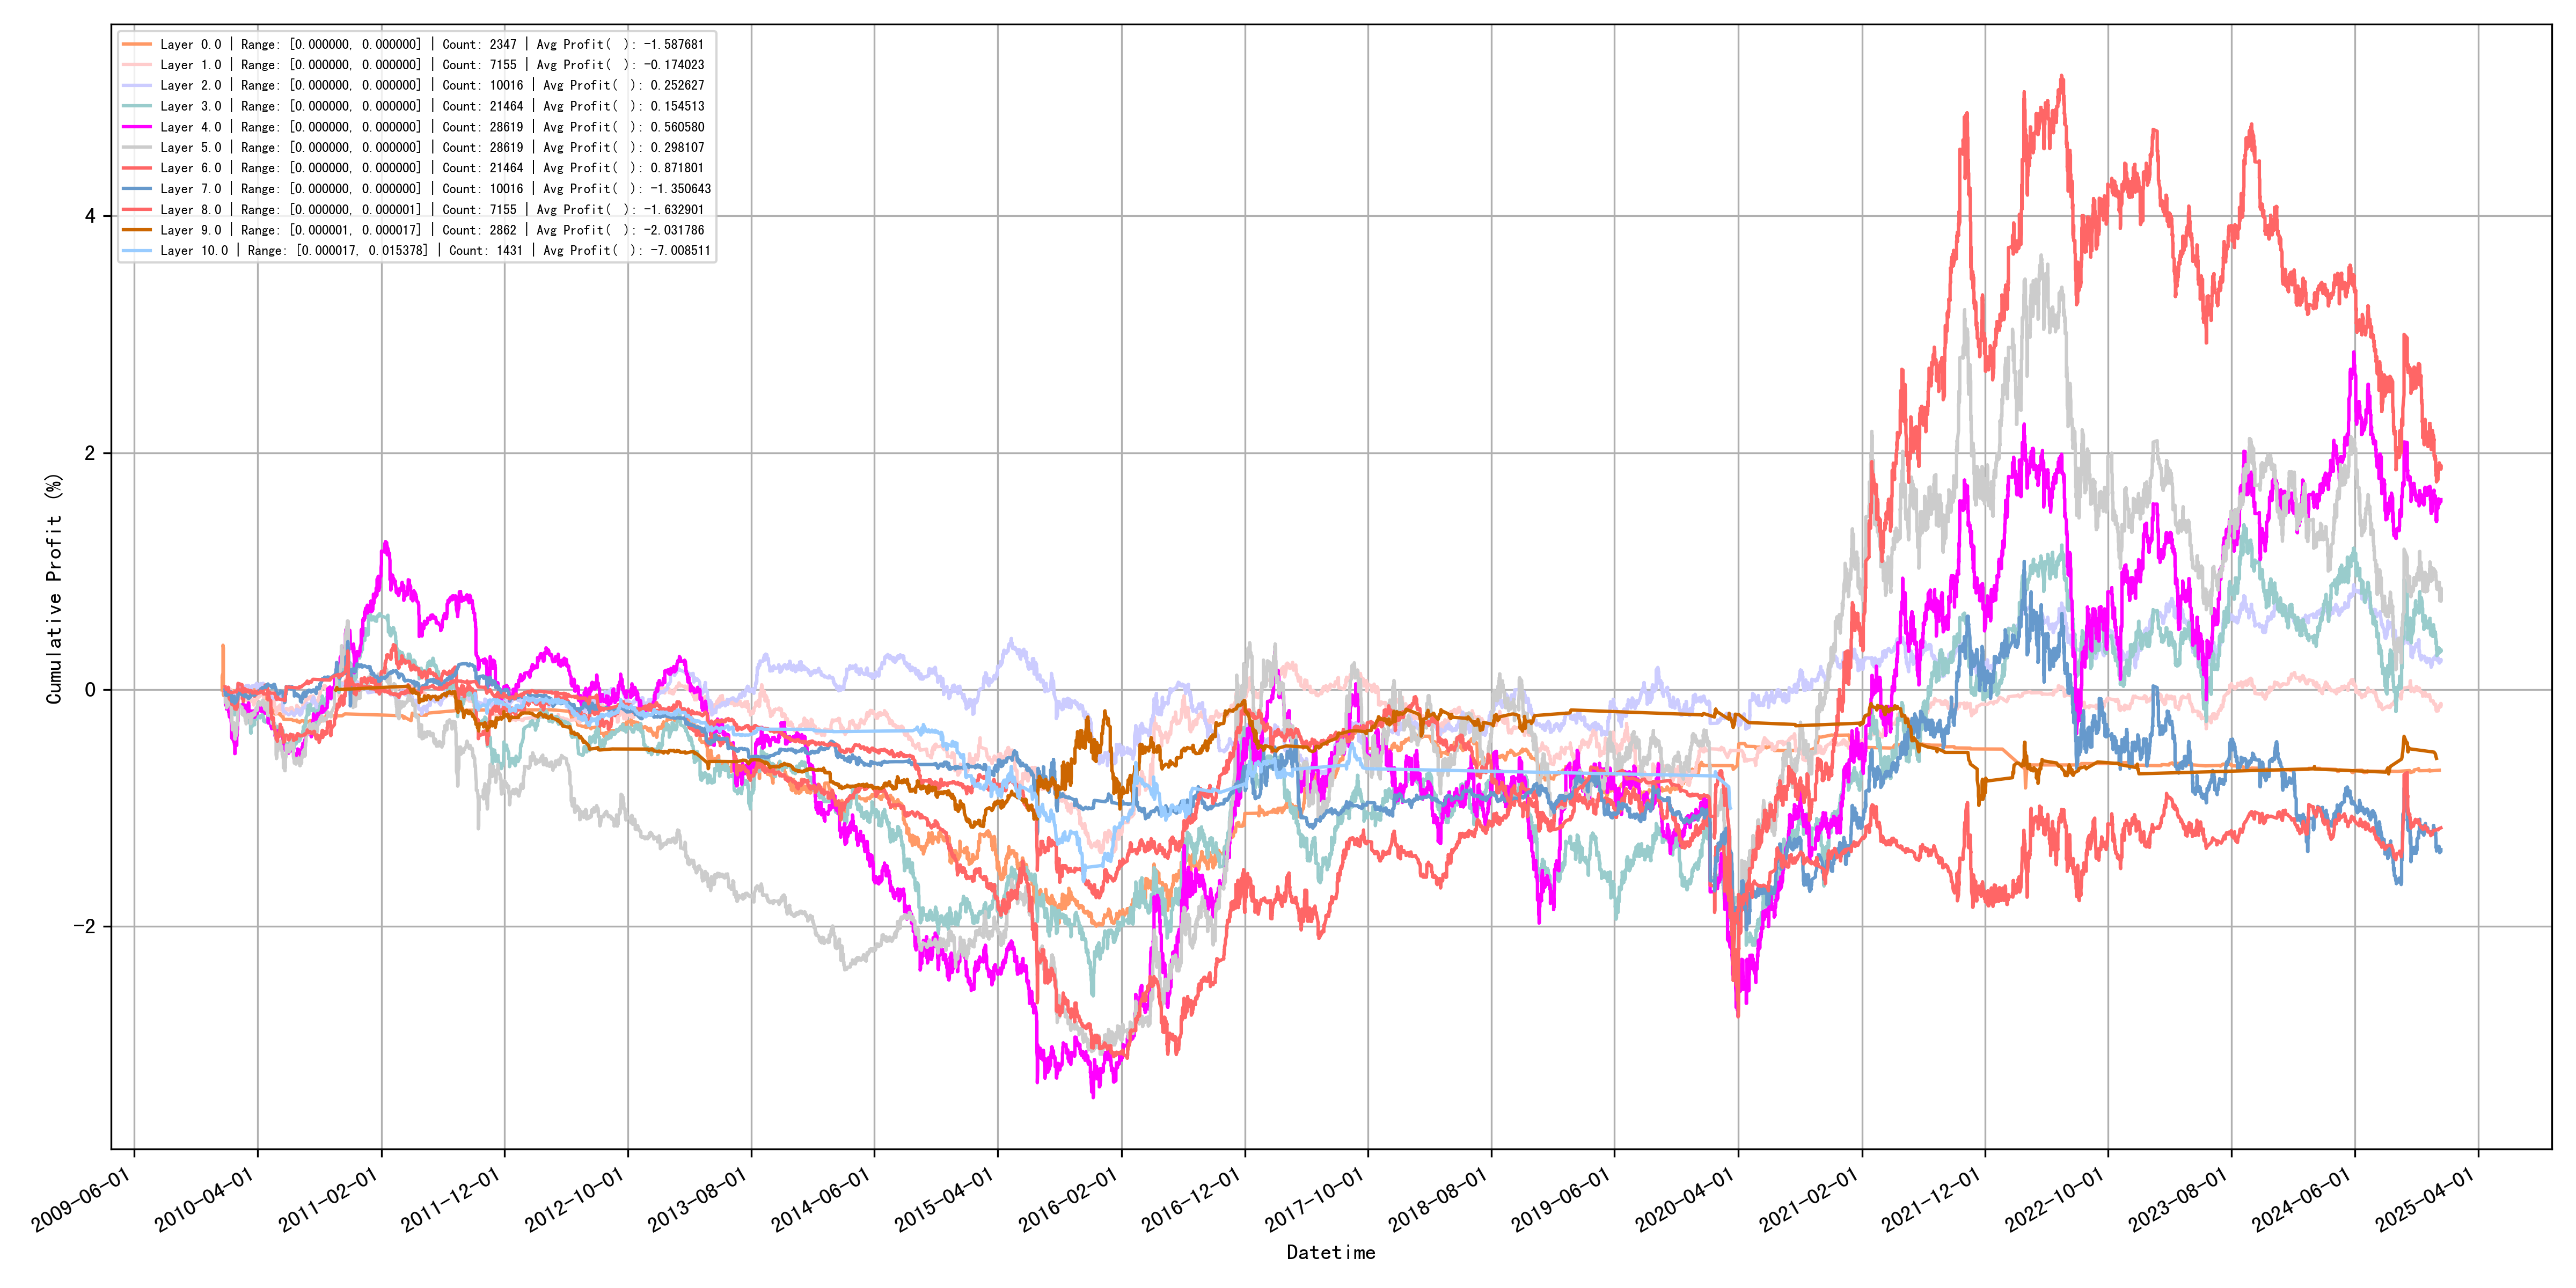 Layer 0.0 | Range: [0.000000, 0.000000] | Count: 2347 | Avg Profit( ): -1.587681
Layer 1.0 | Range: [0.000000, 0.000000] | Count: 7155 | Avg Profit( ): -0.174023
Layer 2.0 | Range: [0.000000, 0.000000] | Count: 10016 | Avg Profit( ): 0.252627
Layer 3.0 | Range: [0.000000, 0.000000] | Count: 21464 | Avg Profit( ): 0.154513
Layer 4.0 | Range: [0.000000, 0.000000] | Count: 28619 | Avg Profit( ): 0.560580
Layer 5.0 | Range: [0.000000, 0.000000] | Count: 28619 | Avg Profit( ): 0.298107
Layer 6.0 | Range: [0.000000, 0.000000] | Count: 21464 | Avg Profit( ): 0.871801
Layer 7.0 | Range: [0.000000, 0.000000] | Count: 10016 | Avg Profit( ): -1.350643
Layer 8.0 | Range: [0.000000, 0.000001] | Count: 7155 | Avg Profit( ): -1.632901
Layer 9.0 | Range: [0.000001, 0.000017] | Count: 2862 | Avg Profit( ): -2.031786
Layer 10.0 | Range: [0.000017, 0.015378] | Count: 1431 | Avg Profit( ): -7.008511
Cumulative Profit (%)
4
2
0
-2
2009-06-01
2010-04-01
2011-02-01
2011-12-01
2012-10-01
2013-08-01
2014-06-01
2015-04-01
2016-02-01
2016-12-01
2017-10-01
2018-08-01
2019-06-01
2020-04-01
2021-02-01
2021-12-01
2022-10-01
2023-08-01
2024-06-01
2025-04-01
Datetime